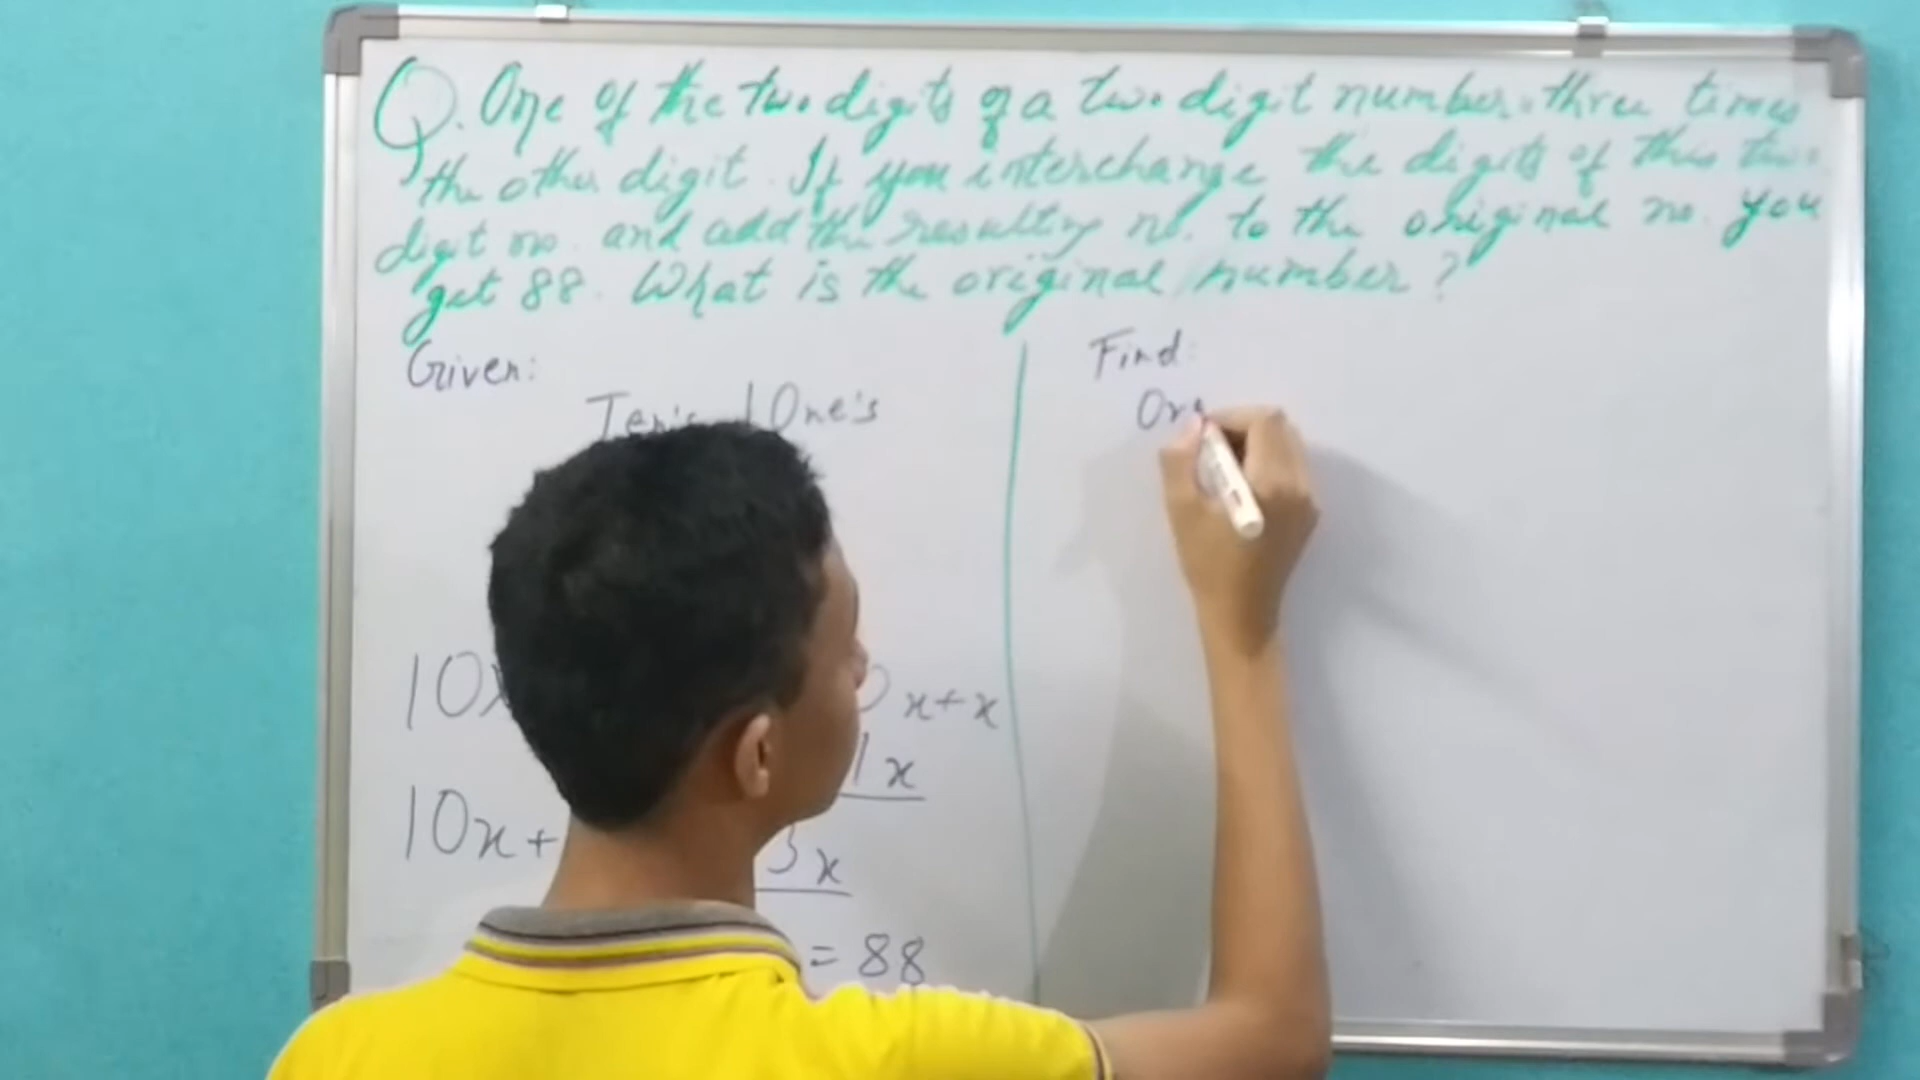 Q. One of the two digits of a two digit number is three times
the other digit. If you interchange the digits of this two
digit no. and add the resulting no. to the original no. you
get 88. What is the original number?
Given:
Ten's One's
10x
x+x
1x
10x+
3x
= 88
Find: